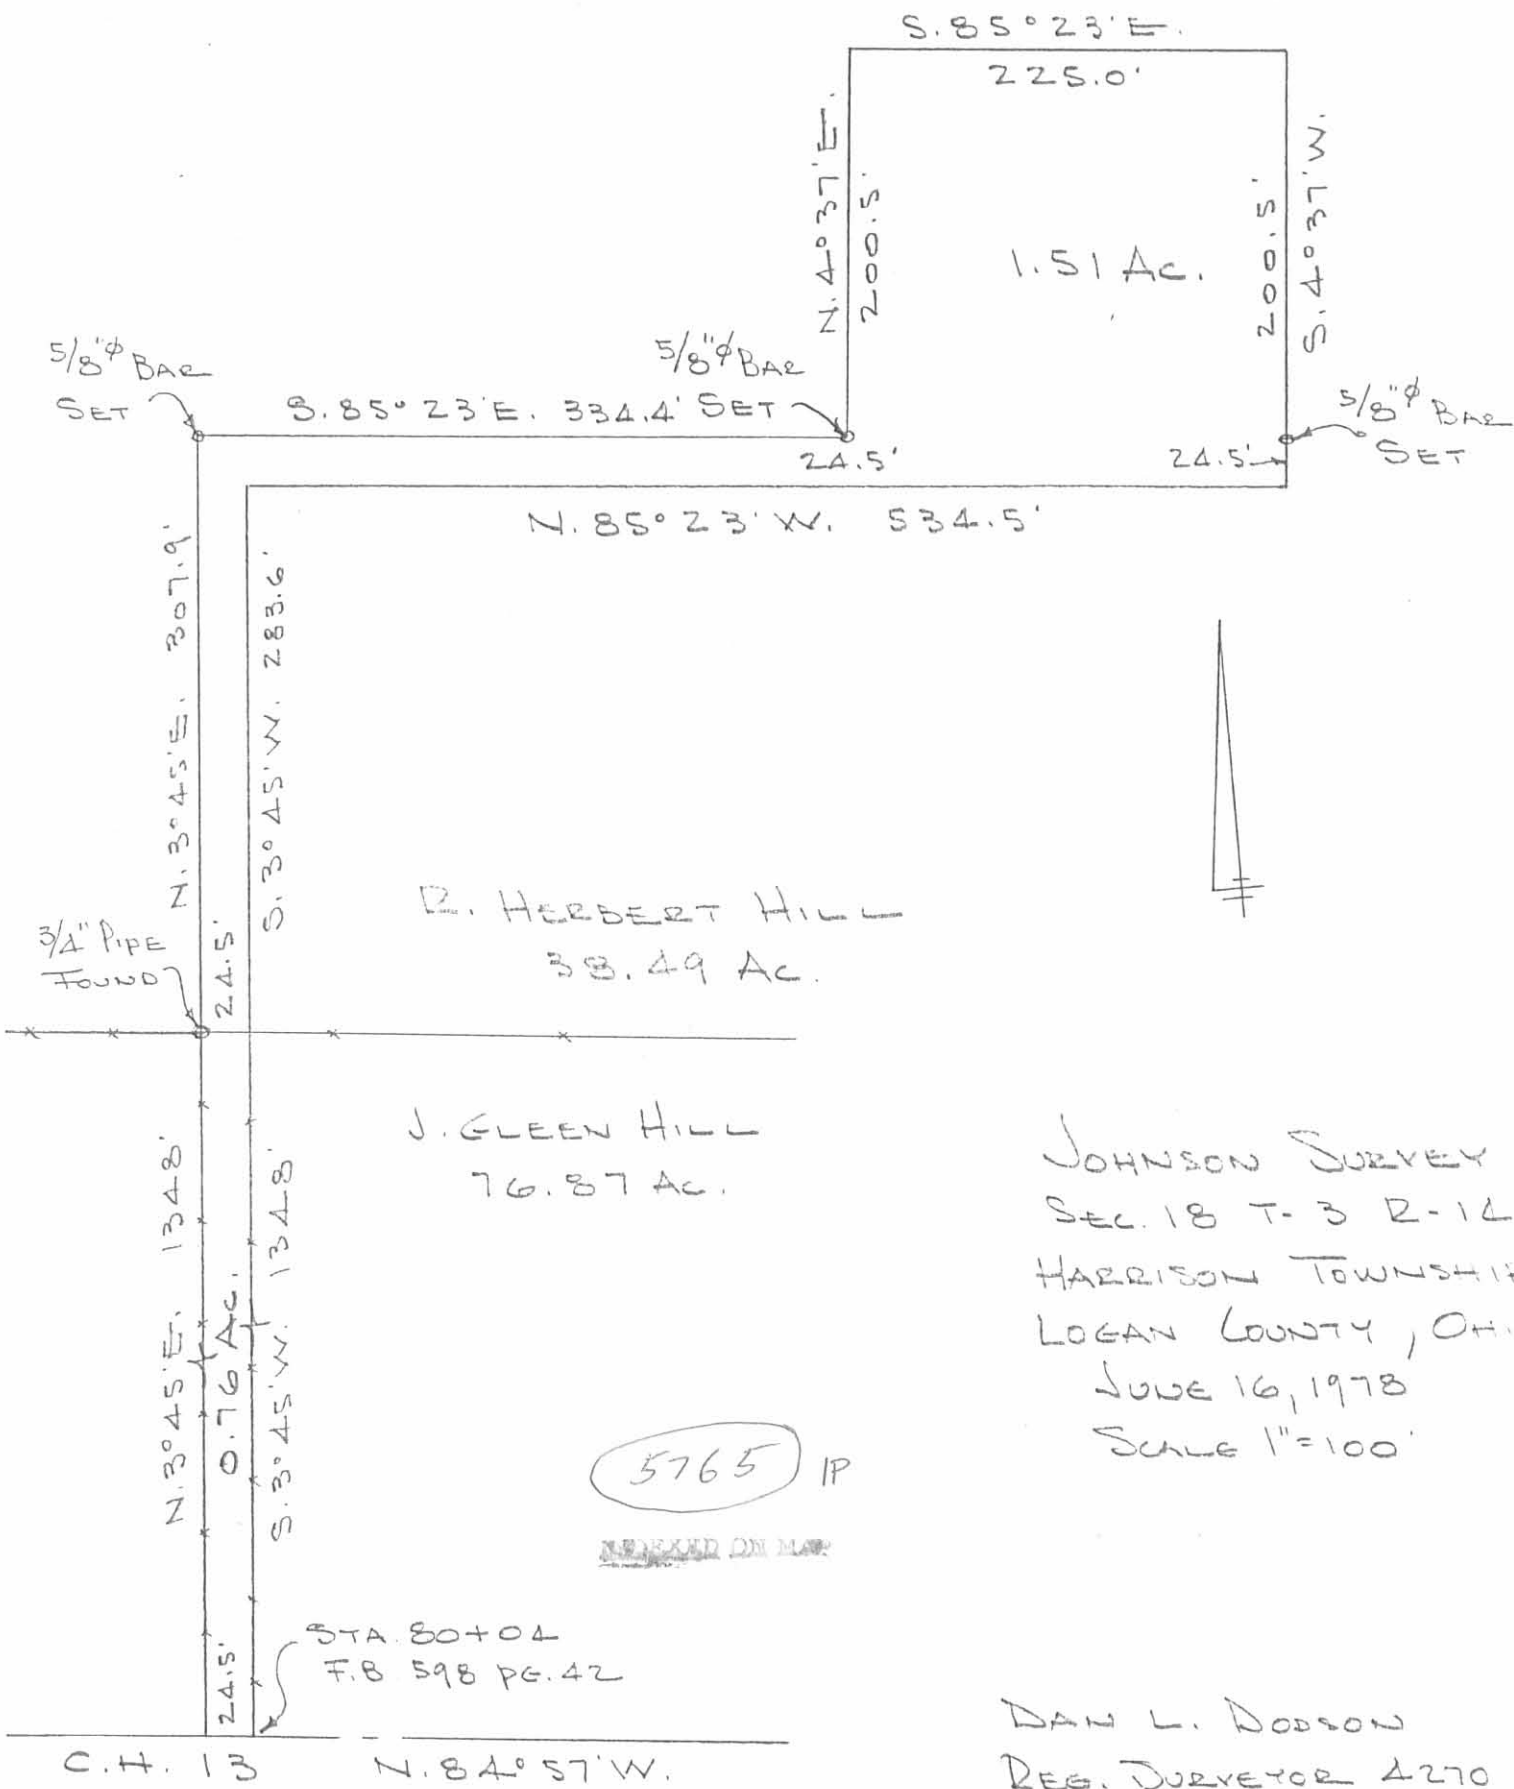 S. 85° 23' E.
225.0'
N. 4° 37' E.
200.5'
1.51 Ac.
200.5'
S. 4° 37' W.
5/8"ϕ BAR
SET
S. 85° 23' E. 334.4'
5/8"ϕ BAR
SET
24.5'
24.5'
5/8"ϕ BAR
SET
N. 85° 23' W. 534.5'
N. 3° 45' E. 307.9'
S. 3° 45' W. 283.6'
3/4" PIPE
FOUND
24.5'
R. HERBERT HILL
38.49 AC.
J. GLEEN HILL
76.87 AC.
N. 3° 45' E. 1348'
0.76 AC.
S. 3° 45' W. 1348'
JOHNSON SURVEY
SEC. 18 T-3 R-14
HARRISON TOWNSHIP
LOGAN COUNTY, OH.
JUNE 16, 1978
SCALE 1"=100'
5765 IP
INDEXED ON MAP
24.5'
STA. 80+04
F.B 598 PG. 42
C.H. 13 N. 84° 57' W.
DAN L. DODSON
REG. SURVEYOR 4270